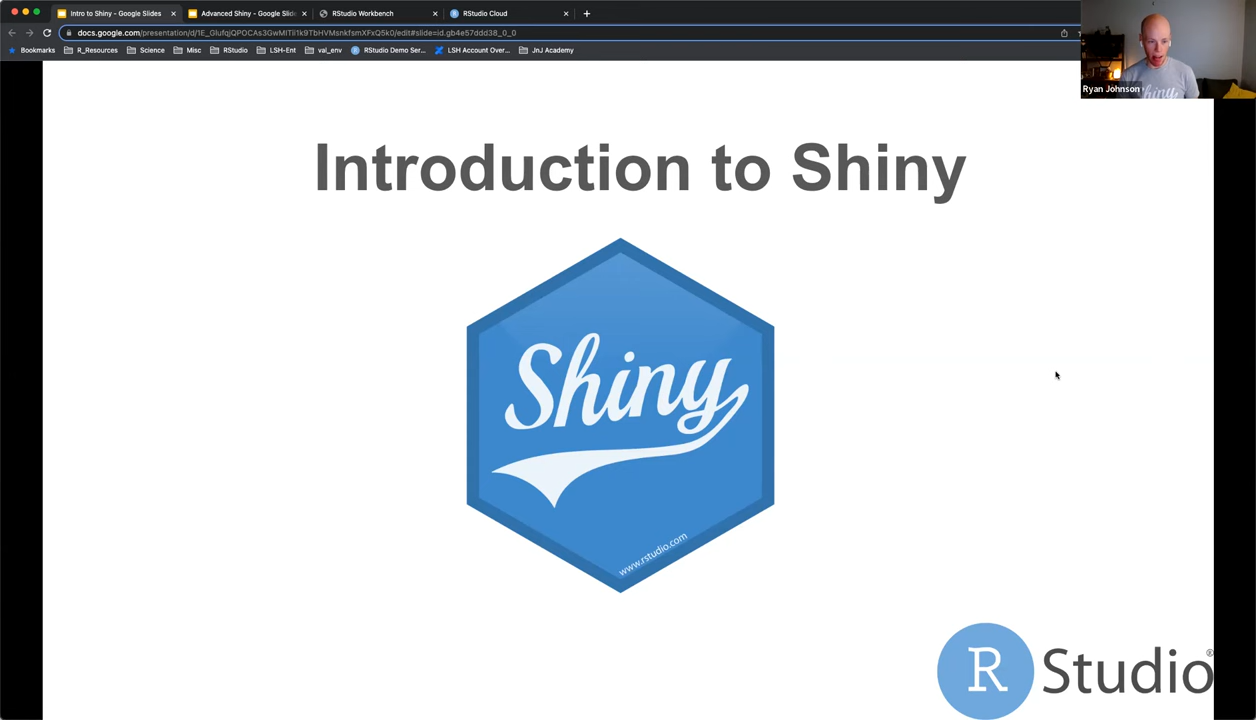 Intro to Shiny - Google Slides
Advanced Shiny - Google Slid
RStudio Workbench
RStudio Cloud
docs.google.com/presentation/d/1E_GlufqjQPOCAs3GwMITli1k9TbHVMsnkfsmXFxQ5k0/edit#slide=id.gb4e57ddd38_0_0
Bookmarks
R_Resources
Science
Misc
RStudio
LSH-Ent
val_env
RStudio Demo Ser...
LSH Account Over...
JnJ Academy
Ryan Johnson
Introduction to Shiny
Shiny
www.rstudio.com
R Studio®